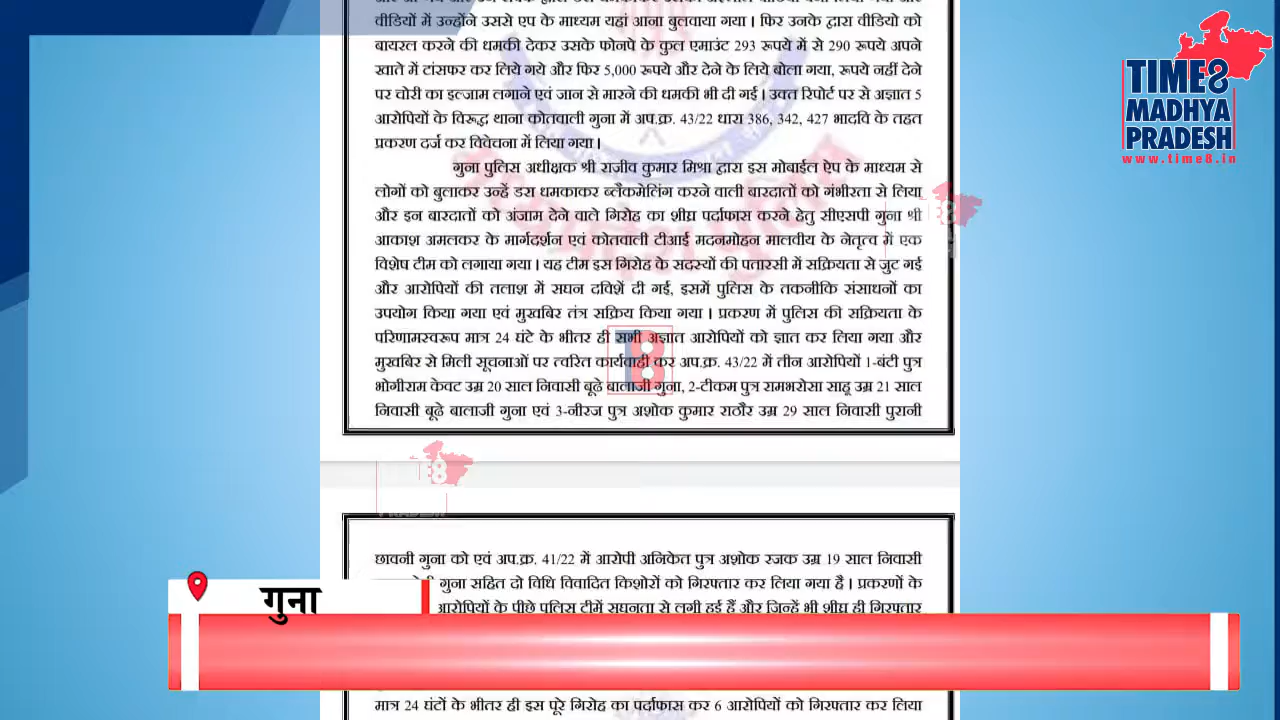 वीडियों में उन्होंने उससे एप के माध्यम यहां आना बुलवाया गया। फिर उनके द्वारा वीडियो को
बायरल करने की धमकी देकर उसके फोनपे के कुल एमाउंट 293 रूपये में से 290 रूपये अपने
खाते में टांसफर कर लिये गये और फिर 5,000 रूपये और देने के लिये बोला गया, रूपये नहीं देने
पर चोरी का इल्जाम लगाने एवं जान से मारने की धमकी भी दी गई। उक्त रिपोर्ट पर से अज्ञात 5
आरोपियों के विरूद्ध थाना कोतवाली गुना में अप.क्र. 43/22 धारा 386, 342, 427 भादवि के तहत
प्रकरण दर्ज कर विवेचना में लिया गया।
गुना पुलिस अधीक्षक श्री राजीव कुमार मिश्रा द्वारा इस मोबाईल ऐप के माध्यम से
लोगों को बुलाकर उन्हें डस धमकाकर ब्लैकमेलिंग करने वाली बारदातों को गंभीरता से लिया
और इन बारदातों को अंजाम देने वाले गिरोह का शीघ्र पर्दाफास करने हेतु सीएसपी गुना श्री
आकाश अमलकर के मार्गदर्शन एवं कोतवाली टीआई मदनमोहन मालवीय के नेतृत्व में एक
विशेष टीम को लगाया गया। यह टीम इस गिरोह के सदस्यों की पतारसी में सक्रियता से जुट गई
और आरोपियों की तलाश में सघन दविशें दी गई, इसमें पुलिस के तकनीकि संसाधनों का
उपयोग किया गया एवं मुखबिर तंत्र सक्रिय किया गया। प्रकरण में पुलिस की सक्रियता के
परिणामस्वरूप मात्र 24 घंटे के भीतर ही सभी अज्ञात आरोपियों को ज्ञात कर लिया गया और
मुखबिर से मिली सूचनाओं पर त्वरित कार्यवाही कर अप.क्र. 43/22 में तीन आरोपियों 1-बंटी पुत्र
भोगीराम केवट उम्र 20 साल निवासी बूढे बालाजी गुना, 2-टीकम पुत्र रामभरोसा साहू उम्र 21 साल
निवासी बूढे बालाजी गुना एवं 3-नीरज पुत्र अशोक कुमार राठौर उम्र 29 साल निवासी पुरानी
छावनी गुना को एवं अप.क्र. 41/22 में आरोपी अनिकेत पुत्र अशोक रजक उम्र 19 साल निवासी
गुना सहित दो विधि विवादित किशोरों को गिरफ्तार कर लिया गया है। प्रकरणों के
आरोपियों के पीछे पुलिस टीमें सघनता से लगी हुई हैं और जिन्हें भी शीघ्र ही गिरफ्तार
मात्र 24 घंटों के भीतर ही इस पूरे गिरोह का पर्दाफास कर 6 आरोपियों को गिरफ्तार कर लिया
गुना
TIME8
MADHYA
PRADESH
www.time8.in